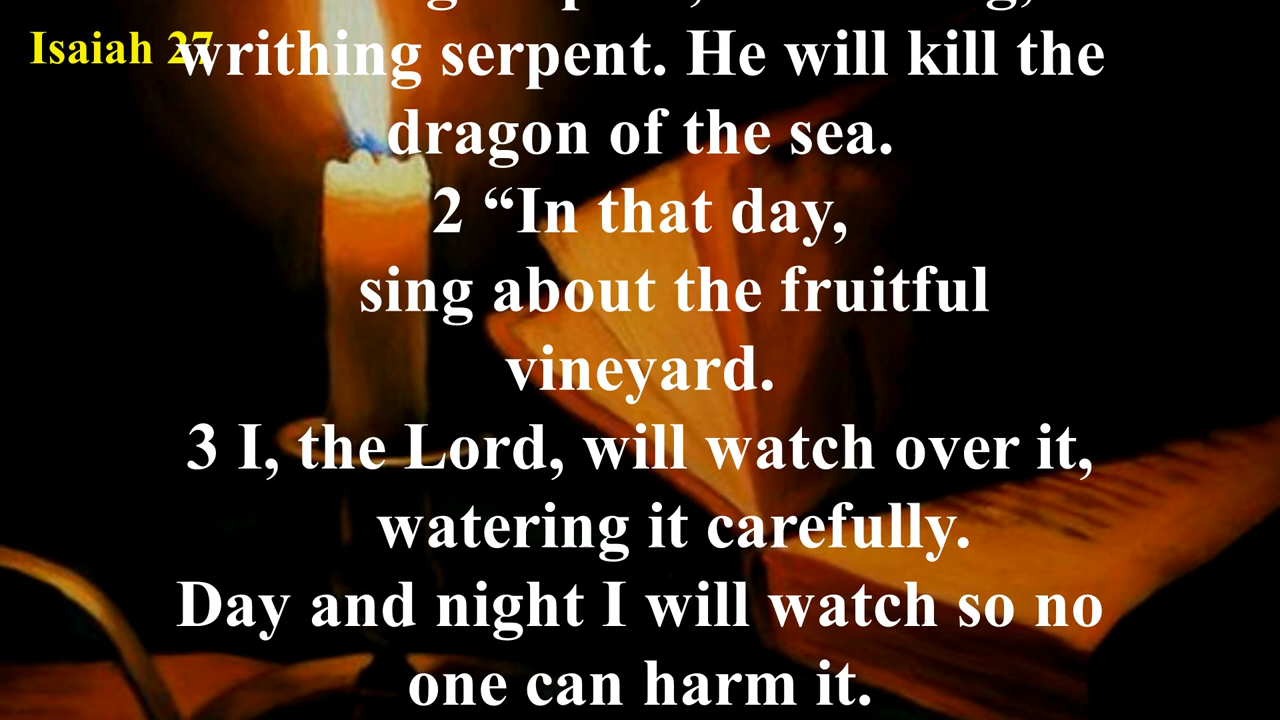 Isaiah 27
writhing serpent. He will kill the
dragon of the sea.
2 “In that day,
sing about the fruitful
vineyard.
3 I, the Lord, will watch over it,
watering it carefully.
Day and night I will watch so no
one can harm it.